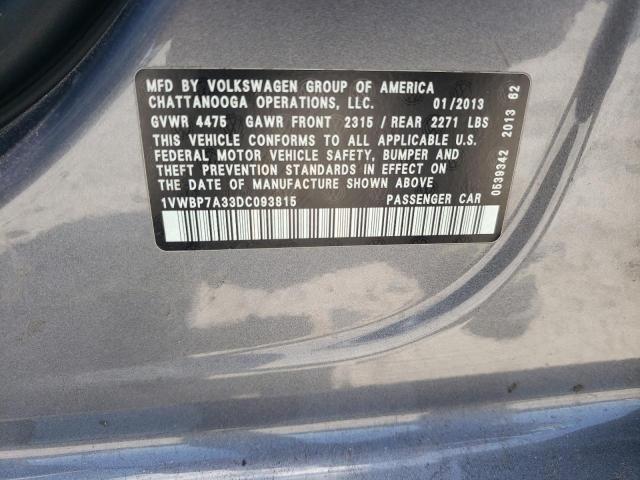 MFD BY VOLKSWAGEN GROUP OF AMERICA
CHATTANOOGA OPERATIONS, LLC. 01/2013
GVWR 4475 GAWR FRONT 2315 / REAR 2271 LBS
THIS VEHICLE CONFORMS TO ALL APPLICABLE U.S.
FEDERAL MOTOR VEHICLE SAFETY, BUMPER AND
THEFT PREVENTION STANDARDS IN EFFECT ON
THE DATE OF MANUFACTURE SHOWN ABOVE
1VWBP7A33DC093815 PASSENGER CAR
0539342 2013 62